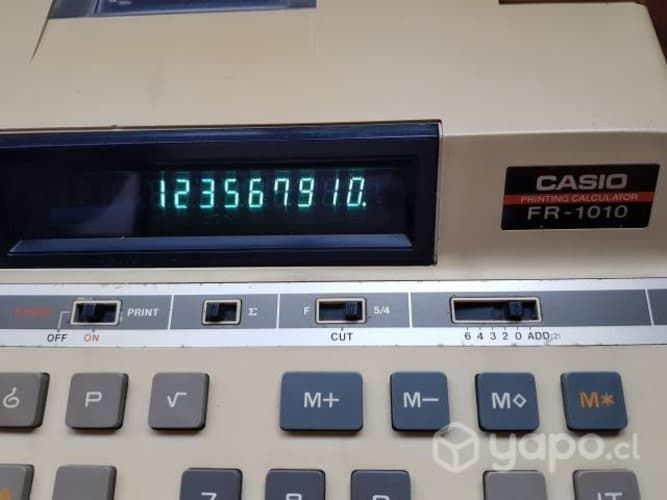 123567910.
CASIO
PRINTING CALCULATOR
FR-1010
PRINT
OFF ON
Σ
F 5/4
CUT
6 4 3 2 0 ADD2
P √ M+ M− M◇ M*
yapo.cl